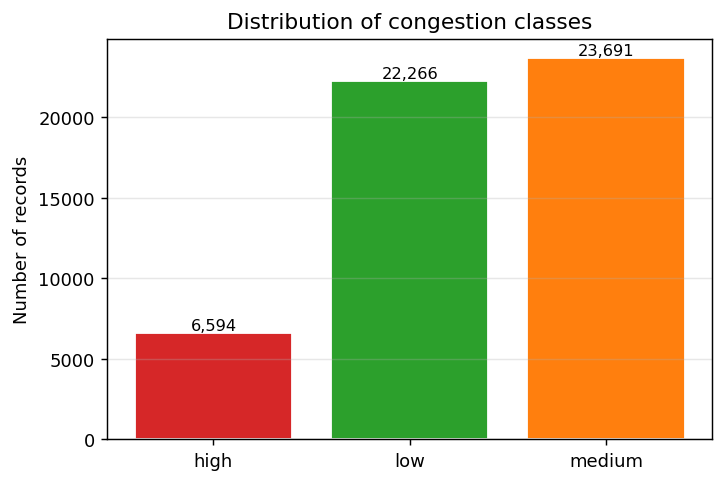 Distribution of congestion classes
Number of records
20000
15000
10000
5000
0
6,594
22,266
23,691
high
low
medium